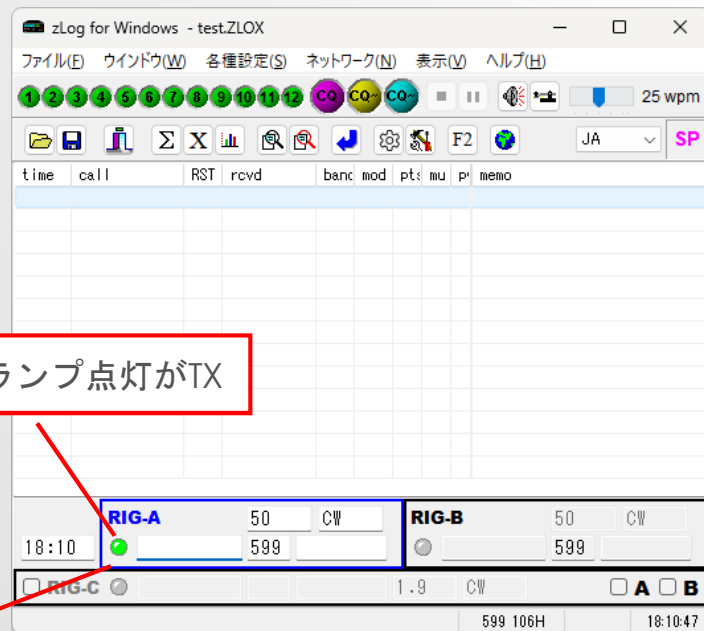 zLog for Windows - test.ZLOX
ファイル(F) ウインドウ(W) 各種設定(S) ネットワーク(N) 表示(V) ヘルプ(H)
1 2 3 4 5 6 7 8 9 10 11 12 CQ CQ~ CQ~ 25 wpm
Σ X F2 JA SP
time call RST rcvd banc mod pts mu p memo
ランプ点灯がTX
RIG-A 50 CW RIG-B 50 CW
18:10 599 599
RIG-C 1.9 CW A B
599 106H 18:10:47